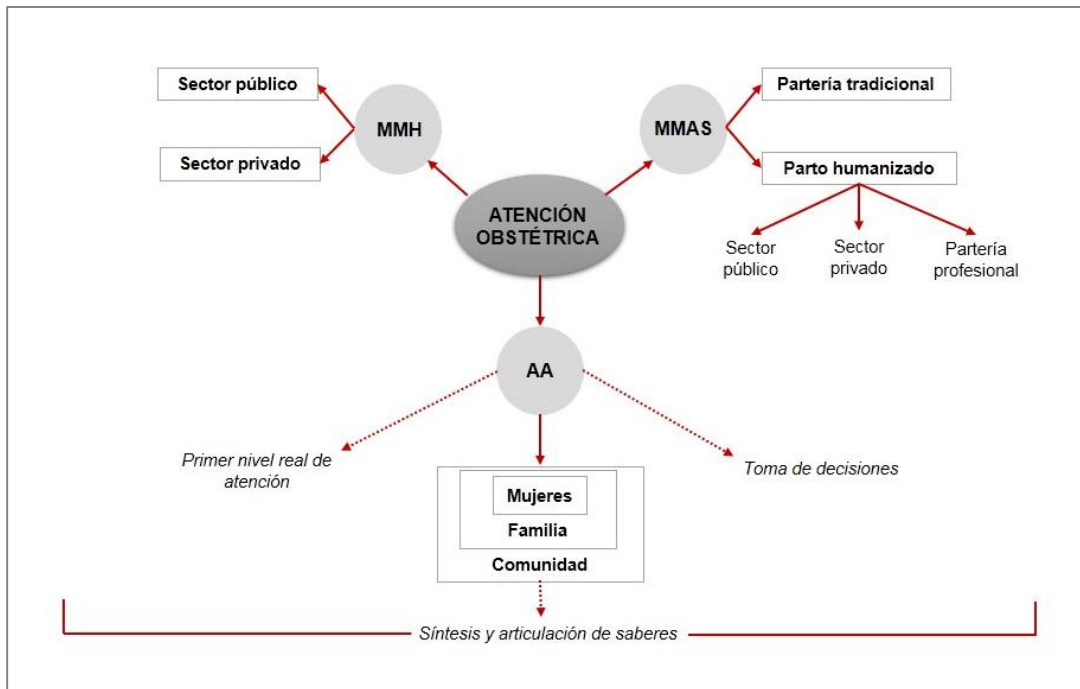 Sector público
Sector privado
MMH
MMAS
Partería tradicional
Parto humanizado
Sector
público
Sector
privado
Partería
profesional
ATENCIÓN
OBSTÉTRICA
AA
Primer nivel real de
atención
Toma de decisiones
Mujeres
Familia
Comunidad
Síntesis y articulación de saberes